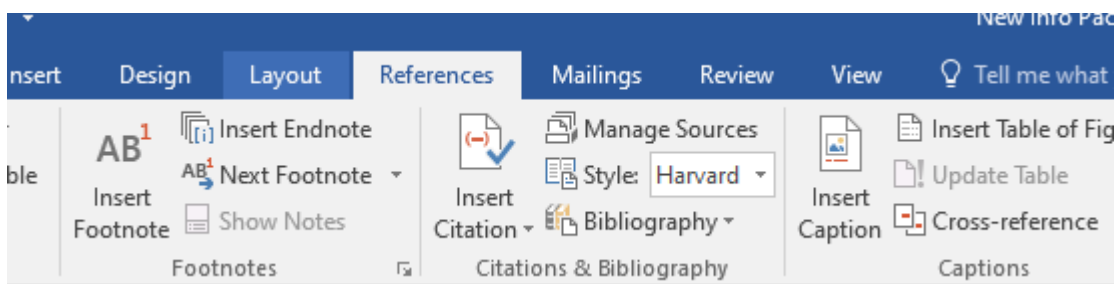 New Info Pac
nsert Design Layout References Mailings Review View Tell me what
AB1 Insert Endnote Manage Sources Insert Table of Fig
ble AB1 Next Footnote Style: Harvard Update Table
Insert Footnote Show Notes Insert Citation Bibliography Insert Caption Cross-reference
Footnotes Citations & Bibliography Captions